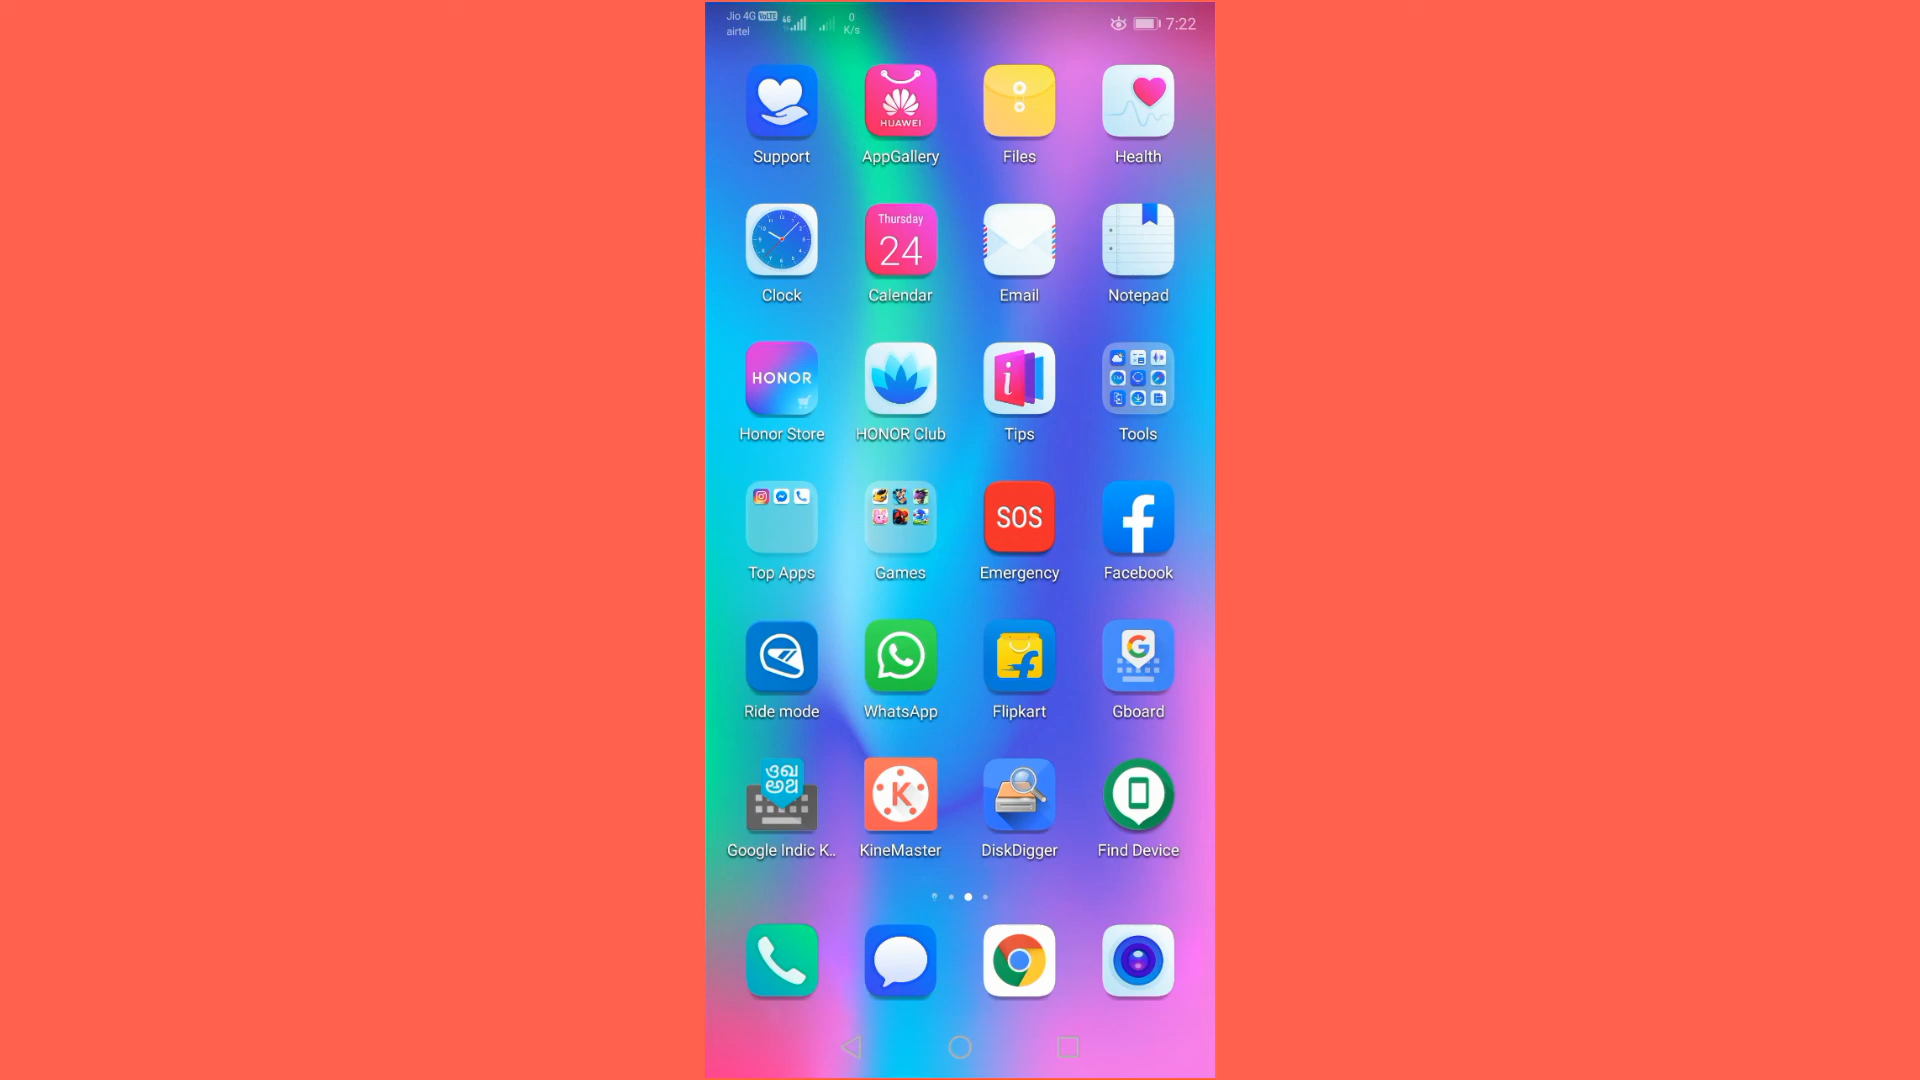 Jio 4G VoLTE 4G 0 7:22
airtel K/s
HUAWEI
Support AppGallery Files Health
Thursday
24
Clock Calendar Email Notepad
HONOR
i
Honor Store HONOR Club Tips Tools
SOS
f
Top Apps Games Emergency Facebook
f
G
Ride mode WhatsApp Flipkart Gboard
K
Google Indic K.. KineMaster DiskDigger Find Device